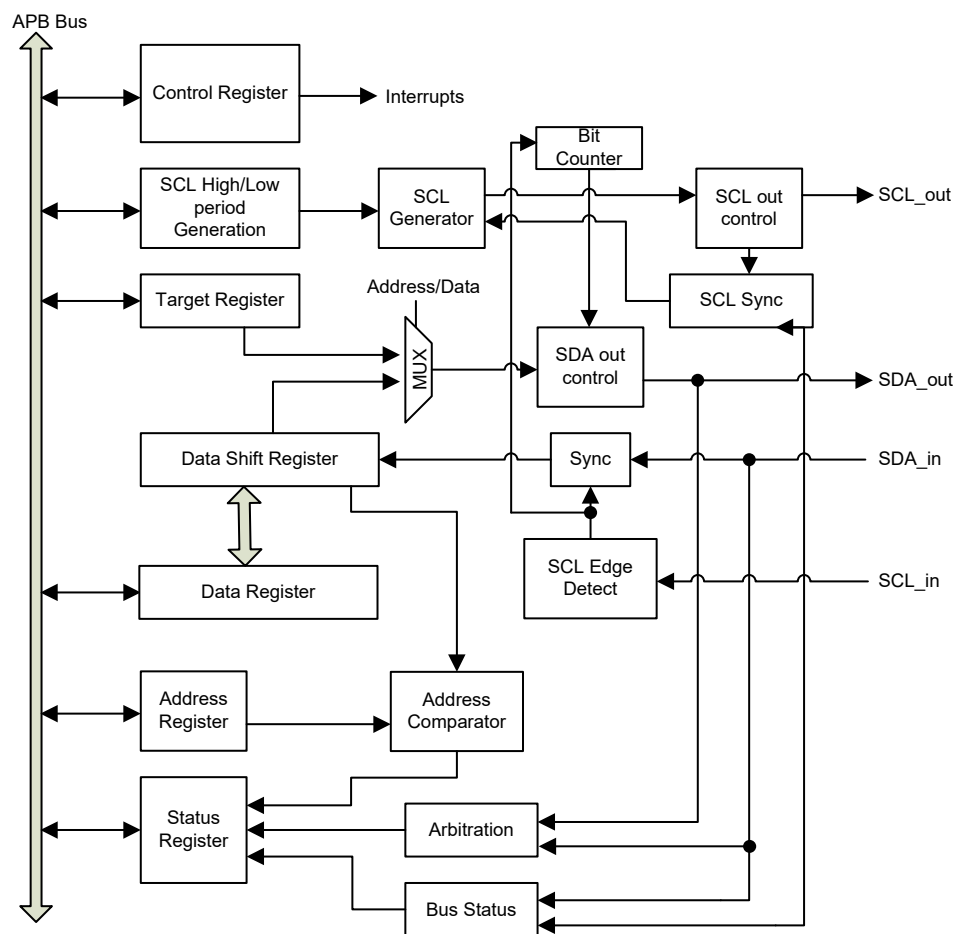 APB Bus
Control Register
Interrupts
Bit
Counter
SCL High/Low
period
Generation
SCL
Generator
SCL out
control
SCL_out
Target Register
Address/Data
SCL Sync
MUX
SDA out
control
SDA_out
Data Shift Register
Sync
SDA_in
SCL Edge
Detect
SCL_in
Data Register
Address
Register
Address
Comparator
Status
Register
Arbitration
Bus Status